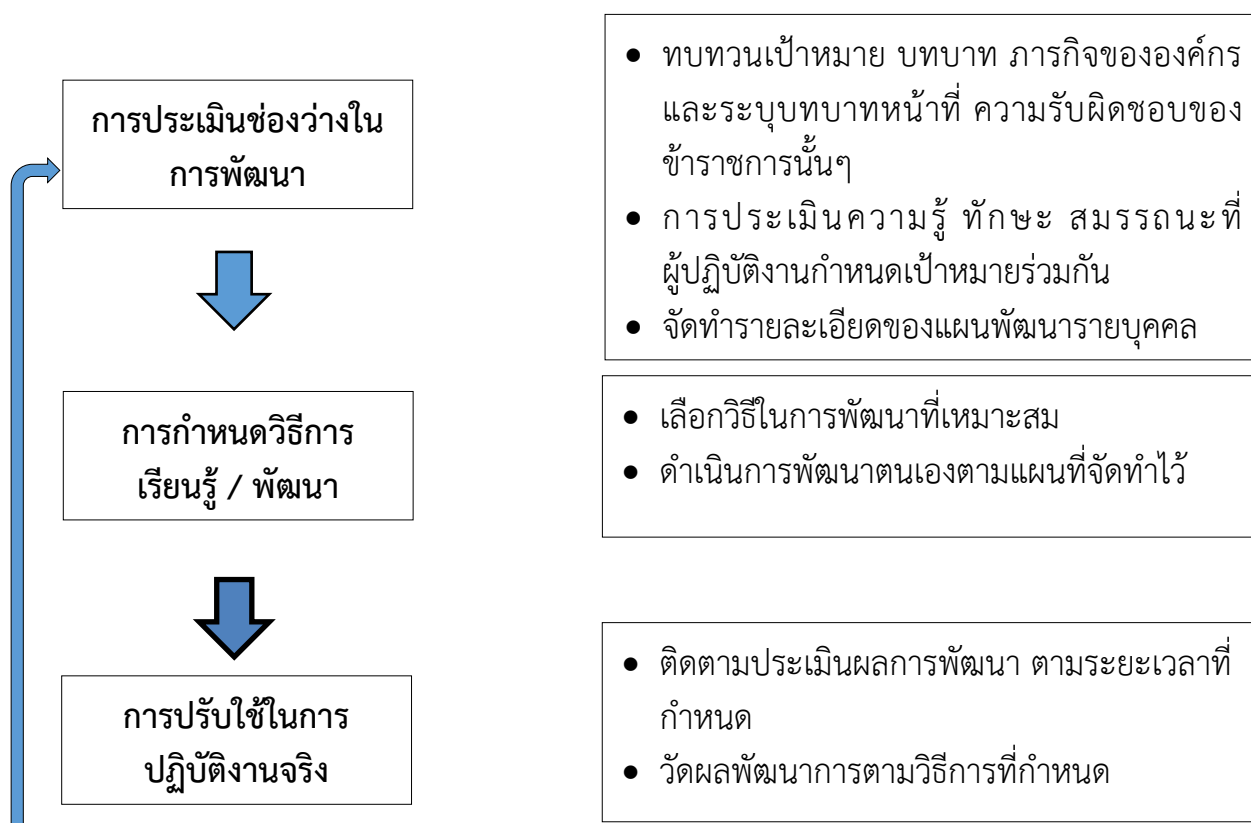 การประเมินช่องว่างใน
การพัฒนา
• ทบทวนเป้าหมาย บทบาท ภารกิจขององค์กร
และระบุบทบาทหน้าที่ ความรับผิดชอบของ
ข้าราชการนั้นๆ
• การประเมินความรู้ ทักษะ สมรรถนะที่
ผู้ปฏิบัติงานกำหนดเป้าหมายร่วมกัน
• จัดทำรายละเอียดของแผนพัฒนารายบุคคล
การกำหนดวิธีการ
เรียนรู้ / พัฒนา
• เลือกวิธีในการพัฒนาที่เหมาะสม
• ดำเนินการพัฒนาตนเองตามแผนที่จัดทำไว้
การปรับใช้ในการ
ปฏิบัติงานจริง
• ติดตามประเมินผลการพัฒนา ตามระยะเวลาที่
กำหนด
• วัดผลพัฒนาการตามวิธีการที่กำหนด